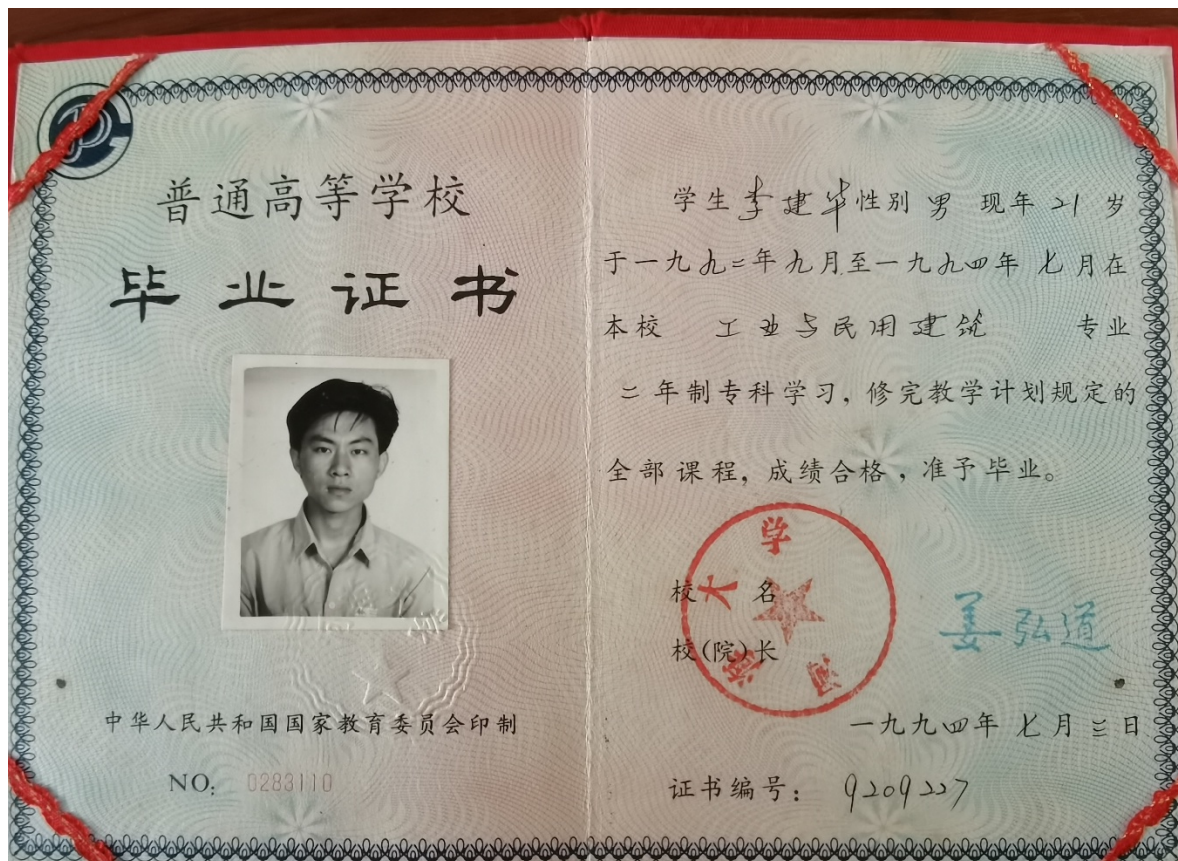 普通高等学校
毕业证书
中华人民共和国国家教育委员会印制
NO: 0283110
学生李建华性别男 现年21岁
于一九九二年九月至一九九四年七月在
本校 工业与民用建筑 专业
二年制专科学习,修完教学计划规定的
全部课程,成绩合格,准予毕业。
校名
河海大学
校(院)长
姜弘道
一九九四年七月三日
证书编号: 9209227